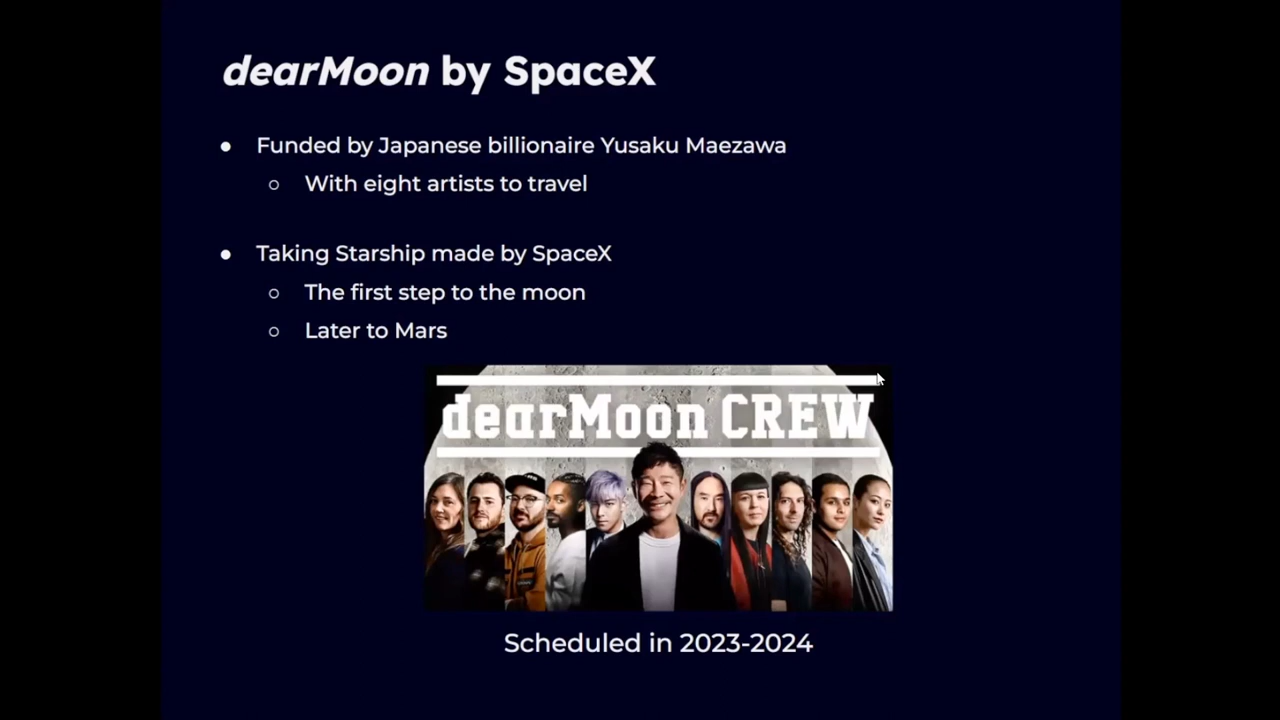 dearMoon by SpaceX
● Funded by Japanese billionaire Yusaku Maezawa
○ With eight artists to travel
● Taking Starship made by SpaceX
○ The first step to the moon
○ Later to Mars
dearMoon CREW
Scheduled in 2023-2024